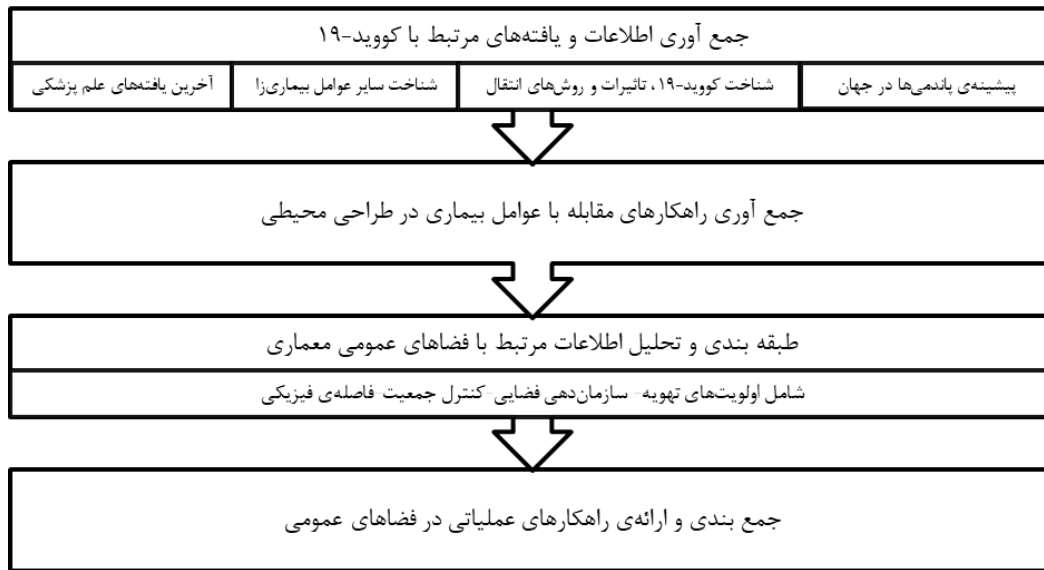 جمع آوری اطلاعات و یافته‌های مرتبط با کووید-۱۹
پیشینه‌ی پاندمی‌ها در جهان
شناخت کووید-۱۹، تاثیرات و روش‌های انتقال
شناخت سایر عوامل بیماری‌زا
آخرین یافته‌های علم پزشکی
جمع آوری راهکارهای مقابله با عوامل بیماری در طراحی محیطی
طبقه بندی و تحلیل اطلاعات مرتبط با فضاهای عمومی معماری
شامل اولویت‌های تهویه- سازمان‌دهی فضایی-کنترل جمعیت-فاصله‌ی فیزیکی
جمع بندی و ارائه‌ی راهکارهای عملیاتی در فضاهای عمومی